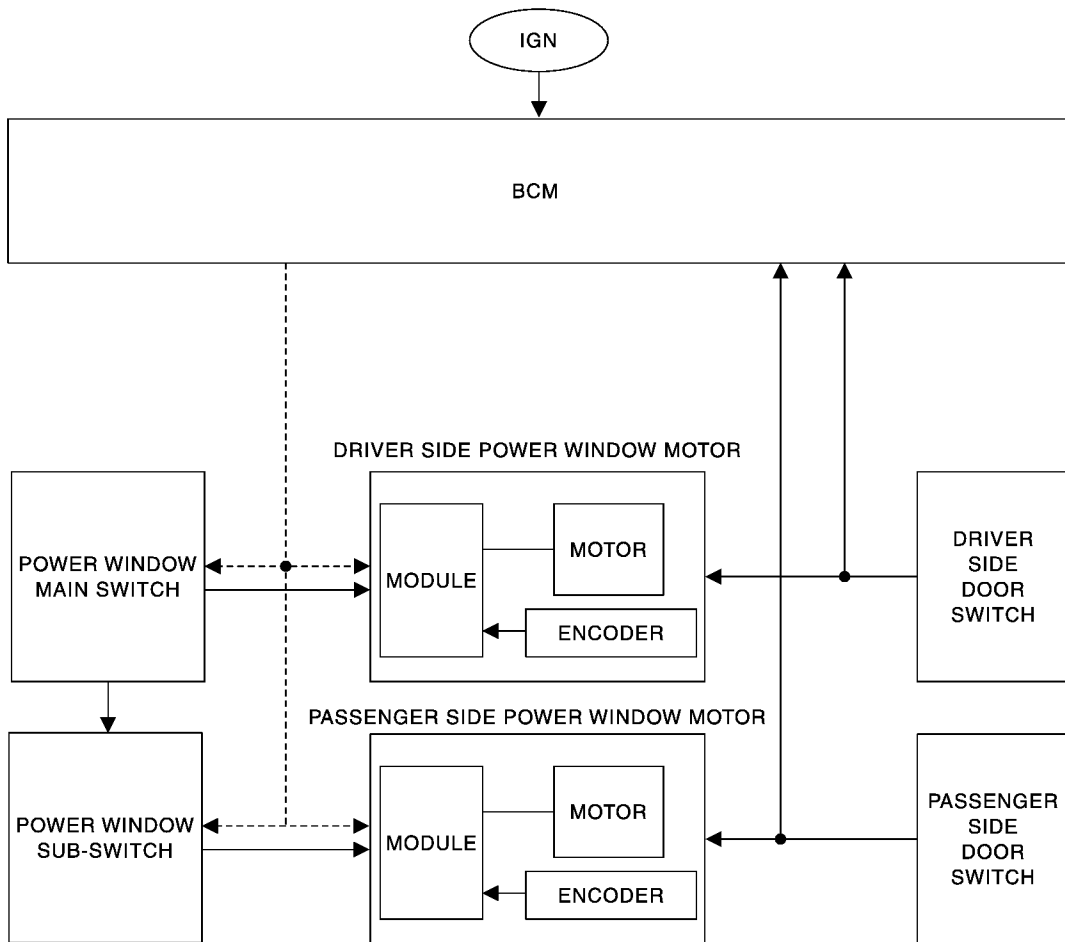 IGN
BCM
DRIVER SIDE POWER WINDOW MOTOR
POWER WINDOW
MAIN SWITCH
MODULE
MOTOR
ENCODER
DRIVER
SIDE
DOOR
SWITCH
PASSENGER SIDE POWER WINDOW MOTOR
POWER WINDOW
SUB-SWITCH
MODULE
MOTOR
ENCODER
PASSENGER
SIDE
DOOR
SWITCH